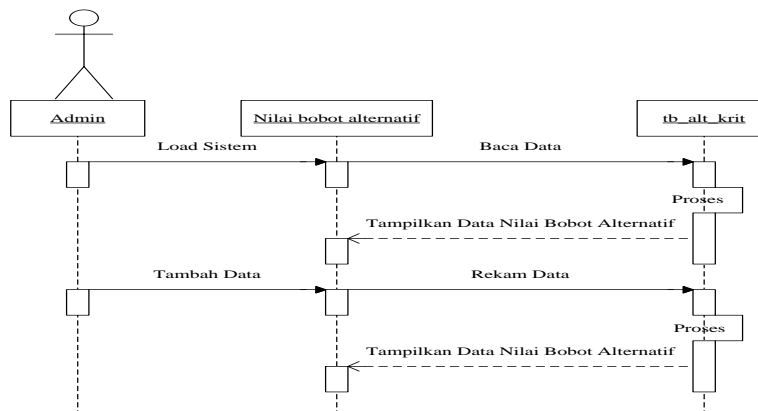 Admin
Nilai bobot alternatif
tb_alt_krit
Load Sistem
Baca Data
Proses
Tampilkan Data Nilai Bobot Alternatif
Tambah Data
Rekam Data
Proses
Tampilkan Data Nilai Bobot Alternatif